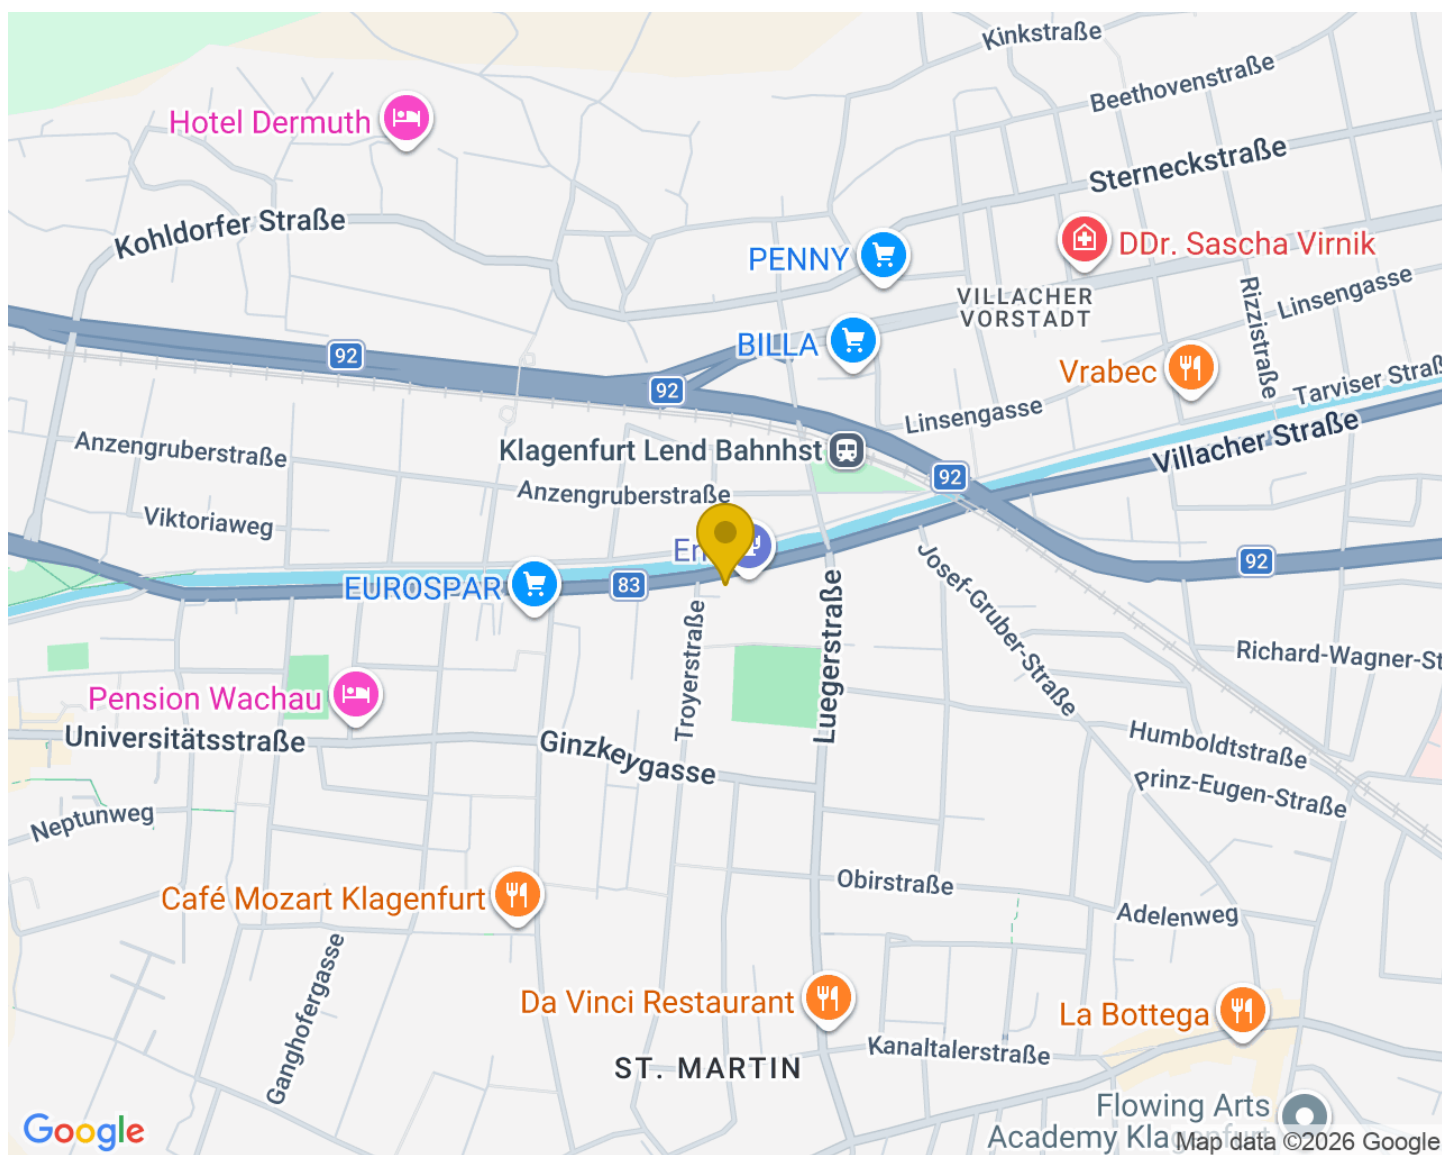 Kinkstraße
Beethovenstraße
Hotel Dermuth
Sterneckstraße
Kohldorfer Straße
DDr. Sascha Virnik
PENNY
VILLACHER
VORSTADT
Rizzistraße
Linsengasse
92
BILLA
92
Vrabec
Tarviser
Linsengasse
Villacher Straße
Anzengruberstraße
Klagenfurt Lend Bahnhst
92
Anzengruberstraße
Viktoriaweg
92
EUROSPAR
83
Josef-Gruber-Straße
Troyerstraße
Luegerstraße
Richard-Wagner-St
Pension Wachau
Universitätsstraße
Ginzkeygasse
Humboldtstraße
Prinz-Eugen-Straße
Neptunweg
Café Mozart Klagenfurt
Obirstraße
Adelenweg
Ganghofergasse
Da Vinci Restaurant
La Bottega
Kanaltalerstraße
ST. MARTIN
Flowing Arts
Academy
Google
Map data ©2026 Google